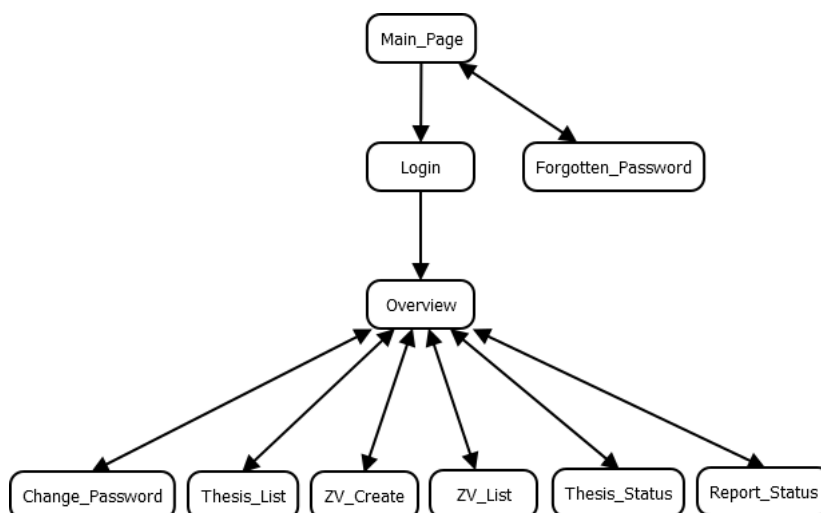 Main_Page
Login
Forgotten_Password
Overview
Change_Password
Thesis_List
ZV_Create
ZV_List
Thesis_Status
Report_Status